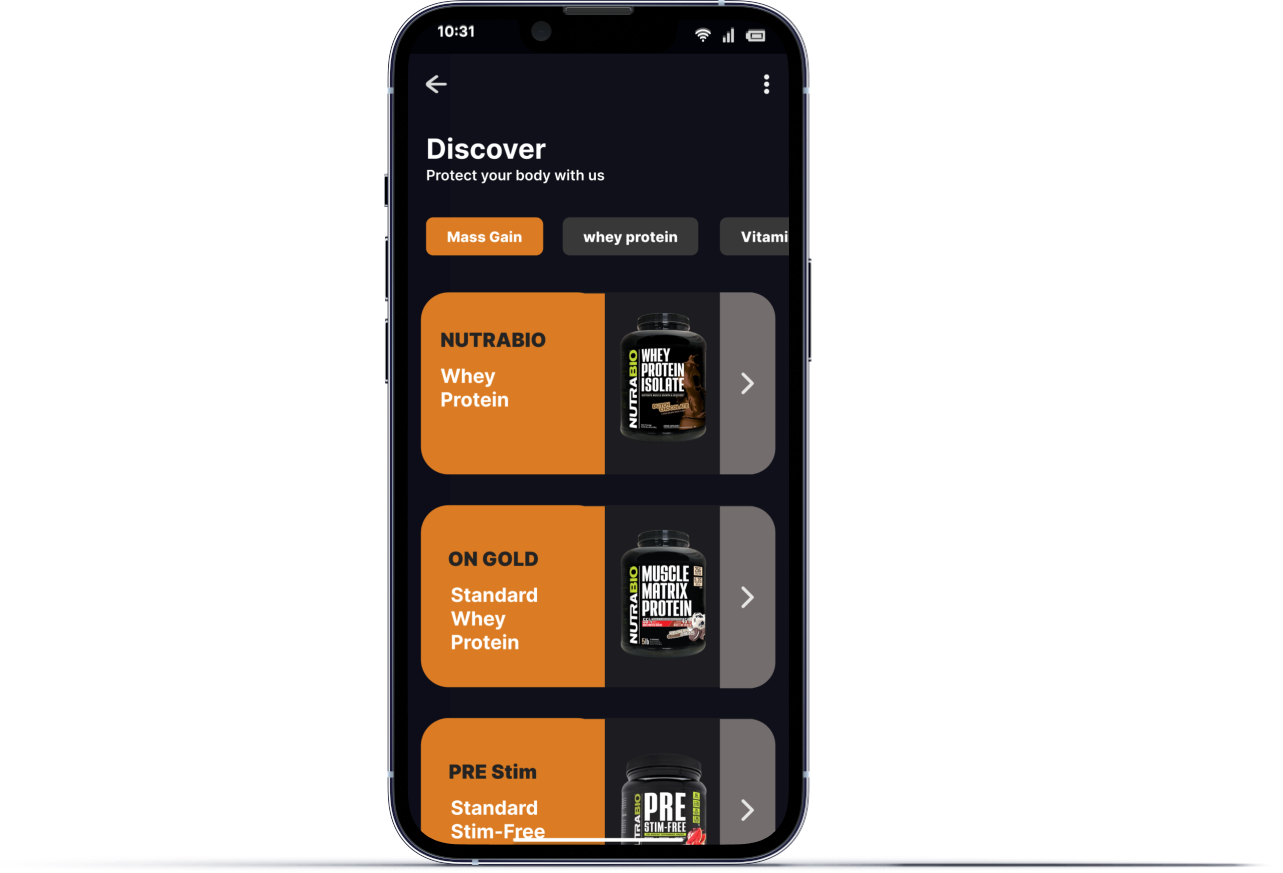 10:31
Discover
Protect your body with us
Mass Gain
whey protein
Vitami
NUTRABIO
Whey
Protein
NUTRABIO
WHEY
PROTEIN
ISOLATE
ON GOLD
Standard
Whey
Protein
NUTRABIO
MUSCLE
MATRIX
PROTEIN
PRE Stim
Standard
Stim-Free
TRABIO
PRE
STIM-FREE